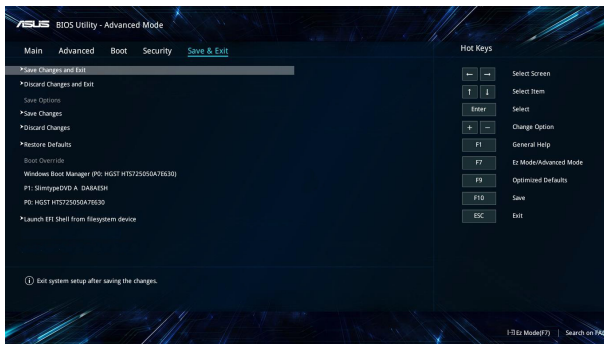 ASUS BIOS Utility - Advanced Mode
Main Advanced Boot Security Save & Exit
Save Changes and Exit
Discard Changes and Exit
Save Options
Save Changes
Discard Changes
Restore Defaults
Boot Override
Windows Boot Manager (P0: HGST HTS725050A7E630)
P1: SlimtypeDVD A DA8AESH
P0: HGST HTS725050A7E630
Launch EFI Shell from filesystem device
Exit system setup after saving the changes.
Hot Keys
← → Select Screen
↑ ↓ Select Item
Enter Select
+ − Change Option
F1 General Help
F7 Ez Mode/Advanced Mode
F9 Optimized Defaults
F10 Save
ESC Exit
Ez Mode(F7) | Search on FAQ